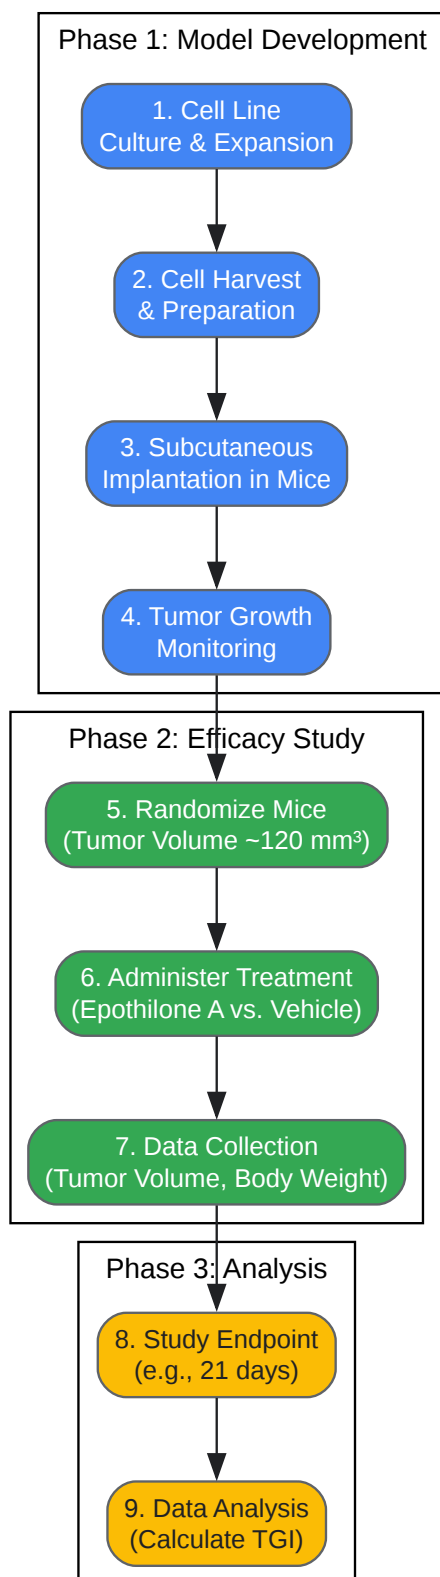 Phase 1: Model Development
1. Cell Line
Culture & Expansion
2. Cell Harvest
& Preparation
3. Subcutaneous
Implantation in Mice
4. Tumor Growth
Monitoring
Phase 2: Efficacy Study
5. Randomize Mice
(Tumor Volume ~120 mm³)
6. Administer Treatment
(Epothilone A vs. Vehicle)
7. Data Collection
(Tumor Volume, Body Weight)
Phase 3: Analysis
8. Study Endpoint
(e.g., 21 days)
9. Data Analysis
(Calculate TGI)